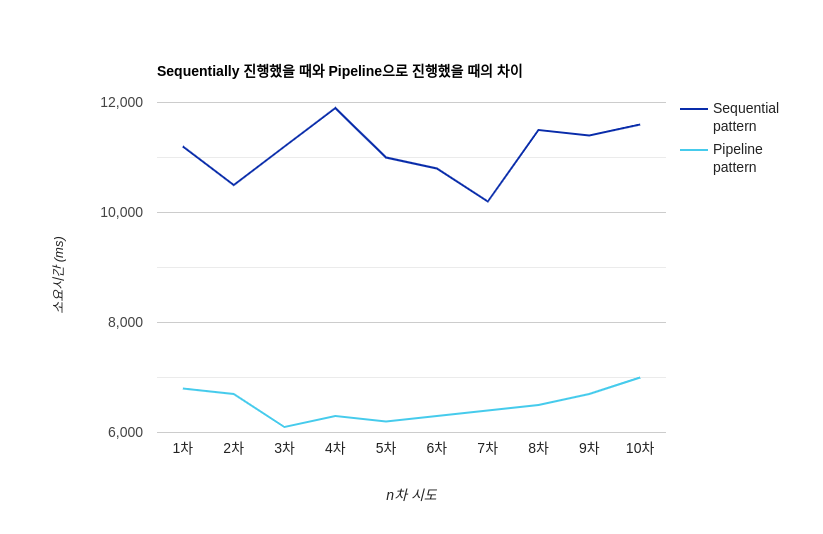 Sequentially 진행했을 때와 Pipeline으로 진행했을 때의 차이
12,000
10,000
8,000
6,000
소요시간 (ms)
1차 2차 3차 4차 5차 6차 7차 8차 9차 10차
n차 시도
Sequential
pattern
Pipeline
pattern